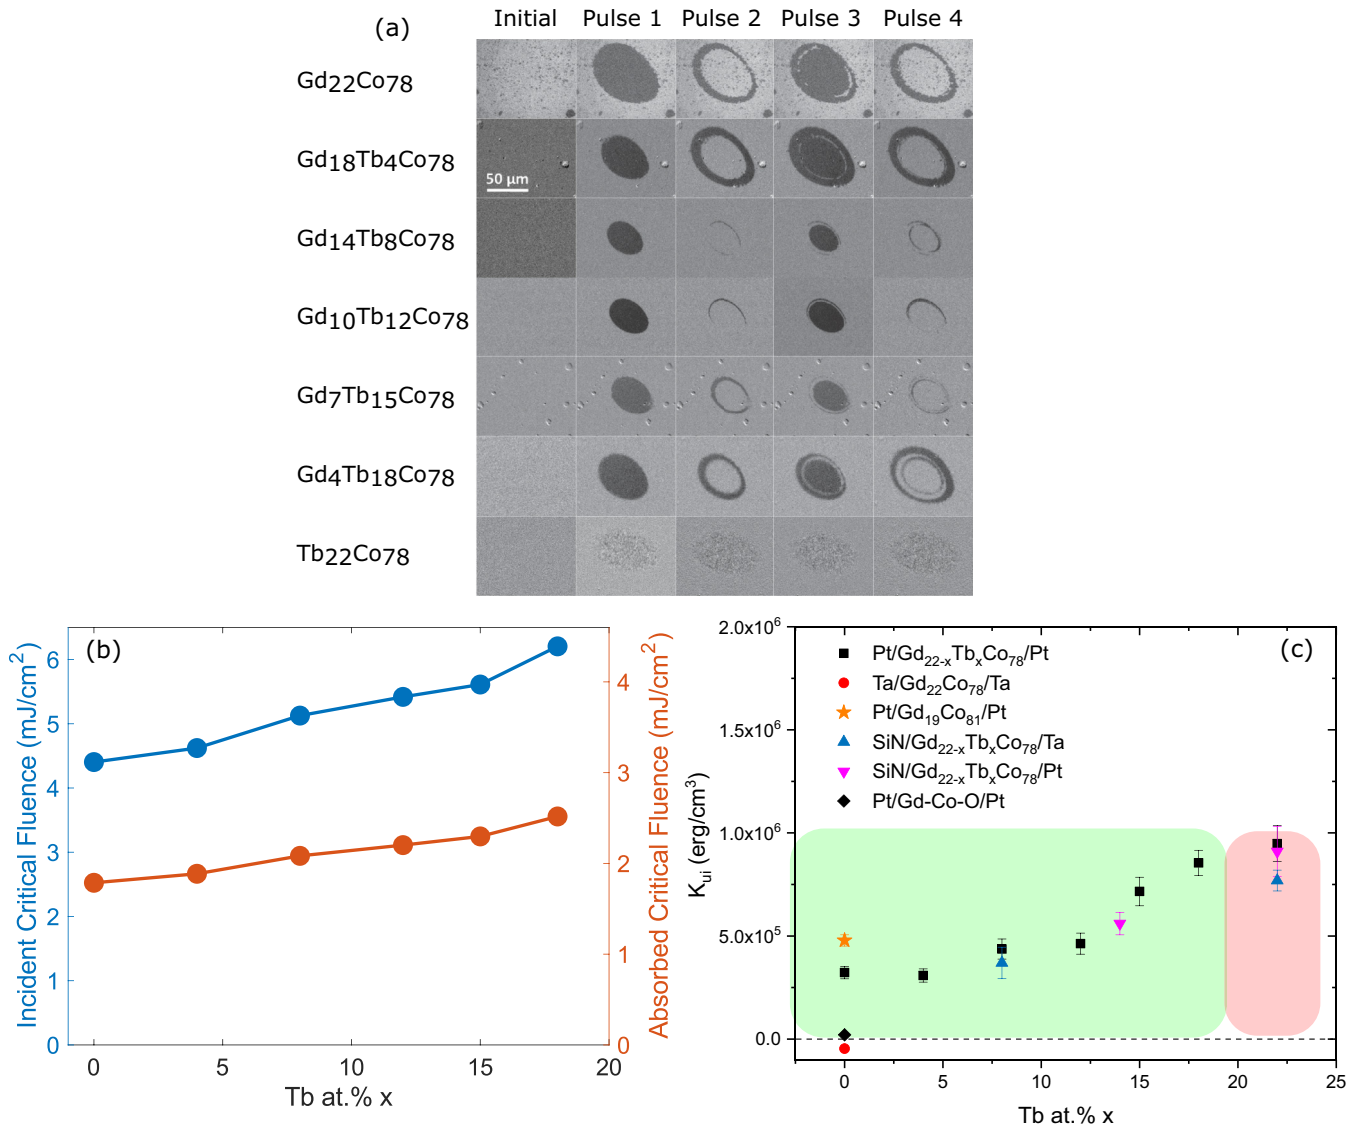 (a)
Initial Pulse 1 Pulse 2 Pulse 3 Pulse 4
Gd22Co78
Gd18Tb4Co78
50 μm
Gd14Tb8Co78
Gd10Tb12Co78
Gd7Tb15Co78
Gd4Tb18Co78
Tb22Co78
(b)
Incident Critical Fluence (mJ/cm²)
6
5
4
3
2
1
0
0 5 10 15 20
Tb at.% x
4
3
2
1
0
Absorbed Critical Fluence (mJ/cm²)
(c)
K_ui (erg/cm³)
2.0x10⁶
1.5x10⁶
1.0x10⁶
5.0x10⁵
0.0
Pt/Gd₂₂₋ₓTbₓCo₇₈/Pt
Ta/Gd₂₂Co₇₈/Ta
Pt/Gd₁₉Co₈₁/Pt
SiN/Gd₂₂₋ₓTbₓCo₇₈/Ta
SiN/Gd₂₂₋ₓTbₓCo₇₈/Pt
Pt/Gd-Co-O/Pt
0 5 10 15 20 25
Tb at.% x